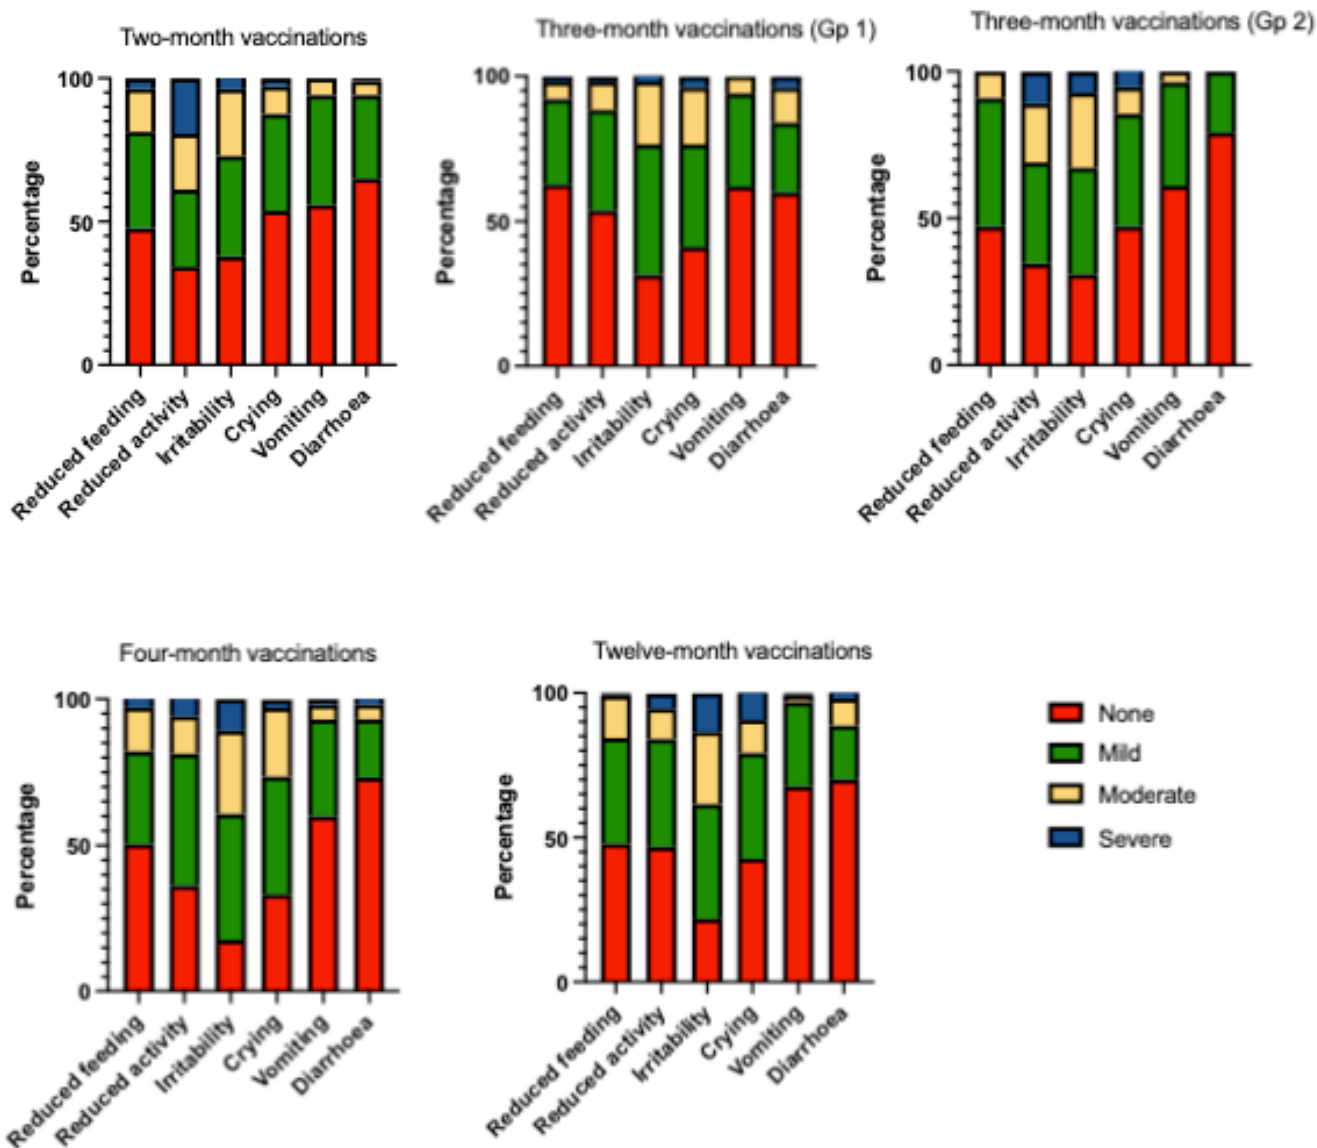 Two-month vaccinations
Percentage
100
50
0
Reduced feeding
Reduced activity
Irritability
Crying
Vomiting
Diarrhoea
Three-month vaccinations (Gp 1)
Percentage
100
50
0
Reduced feeding
Reduced activity
Irritability
Crying
Vomiting
Diarrhoea
Three-month vaccinations (Gp 2)
Percentage
100
50
0
Reduced feeding
Reduced activity
Irritability
Crying
Vomiting
Diarrhoea
Four-month vaccinations
Percentage
100
50
0
Reduced feeding
Reduced activity
Irritability
Crying
Vomiting
Diarrhoea
Twelve-month vaccinations
Percentage
100
50
0
Reduced feeding
Reduced activity
Irritability
Crying
Vomiting
Diarrhoea
None
Mild
Moderate
Severe